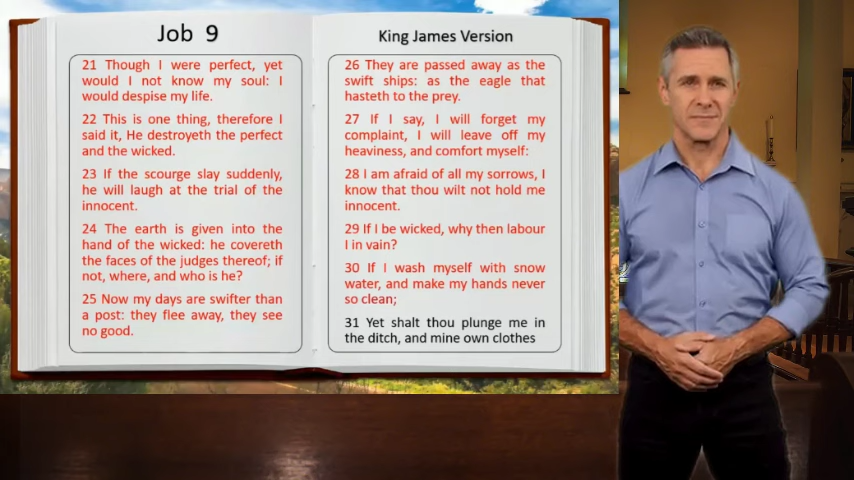 Job 9
21 Though I were perfect, yet
would I not know my soul: I
would despise my life.
22 This is one thing, therefore I
said it, He destroyeth the perfect
and the wicked.
23 If the scourge slay suddenly,
he will laugh at the trial of the
innocent.
24 The earth is given into the
hand of the wicked: he covereth
the faces of the judges thereof; if
not, where, and who is he?
25 Now my days are swifter than
a post: they flee away, they see
no good.
King James Version
26 They are passed away as the
swift ships: as the eagle that
hasteth to the prey.
27 If I say, I will forget my
complaint, I will leave off my
heaviness, and comfort myself:
28 I am afraid of all my sorrows, I
know that thou wilt not hold me
innocent.
29 If I be wicked, why then labour
I in vain?
30 If I wash myself with snow
water, and make my hands never
so clean;
31 Yet shalt thou plunge me in
the ditch, and mine own clothes